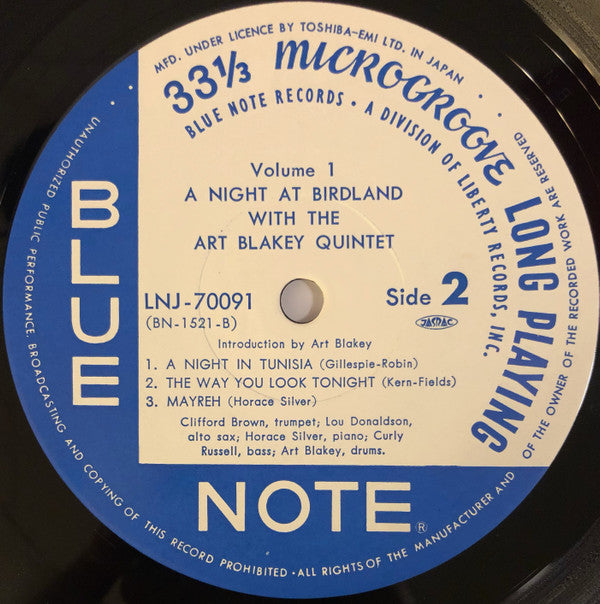 MFD. UNDER LICENCE BY TOSHIBA-EMI LTD. IN JAPAN
33 1/3 MICROGROOVE LONG PLAYING
BLUE NOTE RECORDS • A DIVISION OF LIBERTY RECORDS, INC.
Volume 1
A NIGHT AT BIRDLAND
WITH THE
ART BLAKEY QUINTET
LNJ-70091
(BN-1521-B)
Side 2
JASRAC
Introduction by Art Blakey
1. A NIGHT IN TUNISIA (Gillespie-Robin)
2. THE WAY YOU LOOK TONIGHT (Kern-Fields)
3. MAYREH (Horace Silver)
Clifford Brown, trumpet; Lou Donaldson,
alto sax; Horace Silver, piano; Curly
Russell, bass; Art Blakey, drums.
BLUE
NOTE®
UNAUTHORIZED PUBLIC PERFORMANCE. BROADCASTING AND COPYING OF THIS RECORD PROHIBITED • ALL RIGHTS OF THE MANUFACTURER AND OF THE OWNER OF THE RECORDED WORK ARE RESERVED